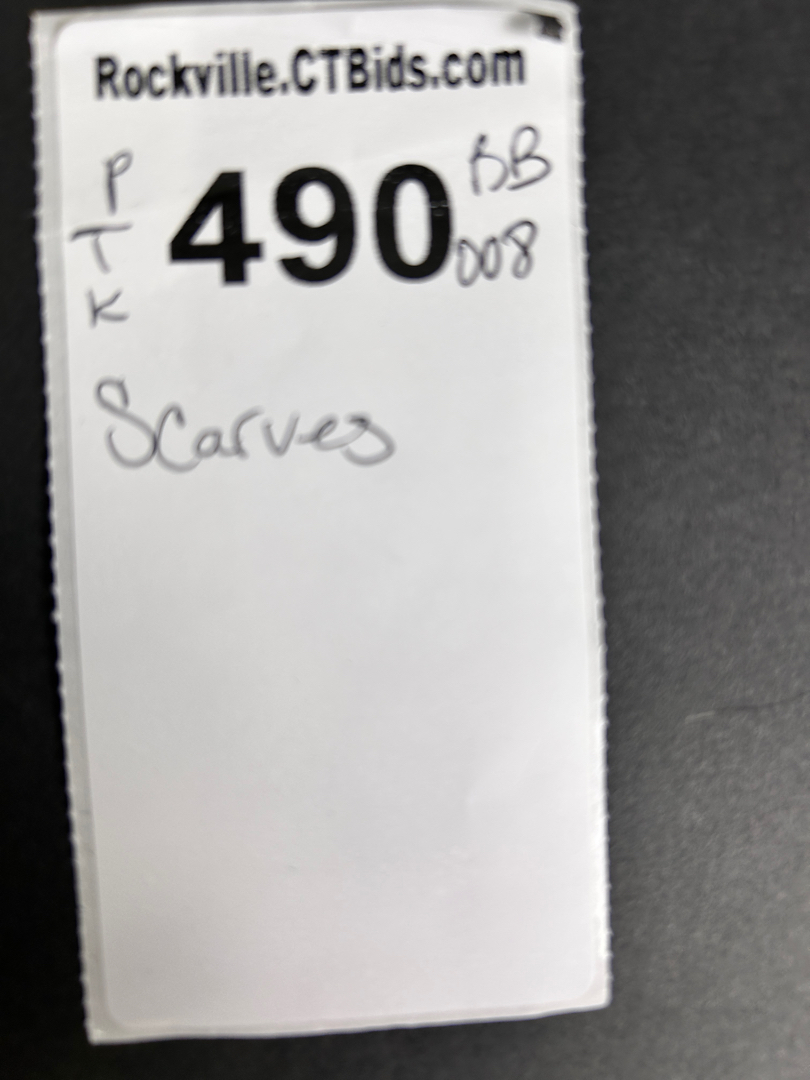 Rockville.CTBids.com
P
T
K
490
BB
008
Scarves